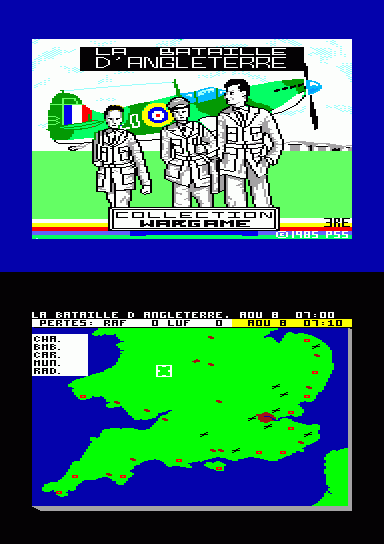 LA BATAILLE
D'ANGLETERRE
COLLECTION
WARGAME
ERE
©1985 PSS
LA BATAILLE D ANGLETERRE. AOU 8 07:00
PERTES: RAF 0 LUF 0 AOU 8 07:10
CHA.
BMB.
CAR.
MUN.
RAD.